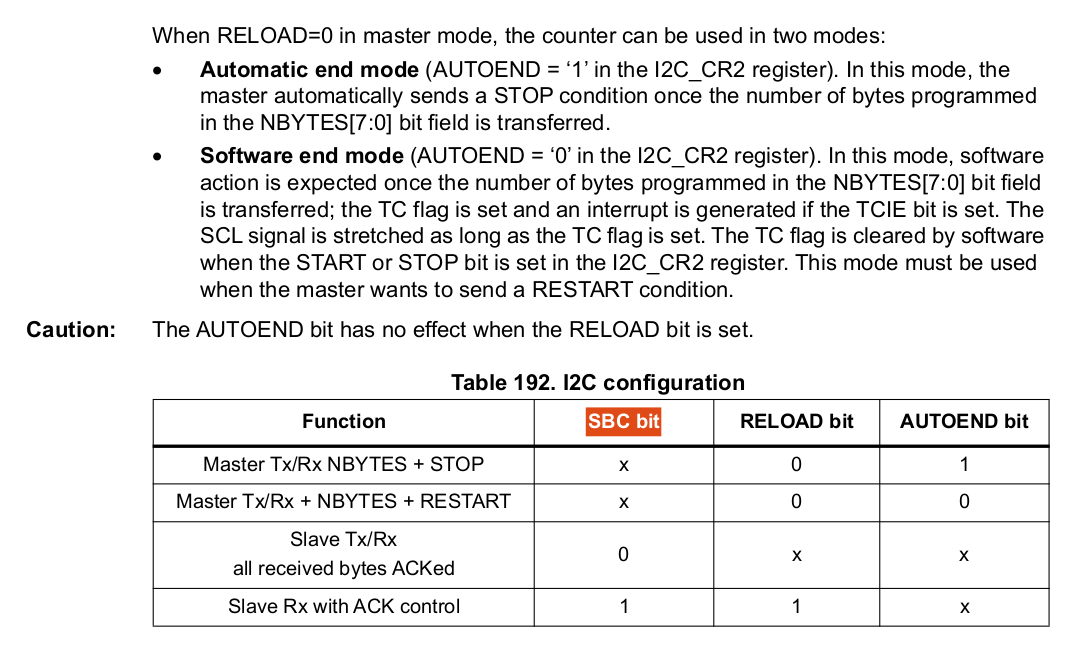 When RELOAD=0 in master mode, the counter can be used in two modes:
• Automatic end mode (AUTOEND = ‘1’ in the I2C_CR2 register). In this mode, the
master automatically sends a STOP condition once the number of bytes programmed
in the NBYTES[7:0] bit field is transferred.
• Software end mode (AUTOEND = ‘0’ in the I2C_CR2 register). In this mode, software
action is expected once the number of bytes programmed in the NBYTES[7:0] bit field
is transferred; the TC flag is set and an interrupt is generated if the TCIE bit is set. The
SCL signal is stretched as long as the TC flag is set. The TC flag is cleared by software
when the START or STOP bit is set in the I2C_CR2 register. This mode must be used
when the master wants to send a RESTART condition.
Caution: The AUTOEND bit has no effect when the RELOAD bit is set.
Table 192. I2C configuration
Function SBC bit RELOAD bit AUTOEND bit
Master Tx/Rx NBYTES + STOP x 0 1
Master Tx/Rx + NBYTES + RESTART x 0 0
Slave Tx/Rx
all received bytes ACKed 0 x x
Slave Rx with ACK control 1 1 x